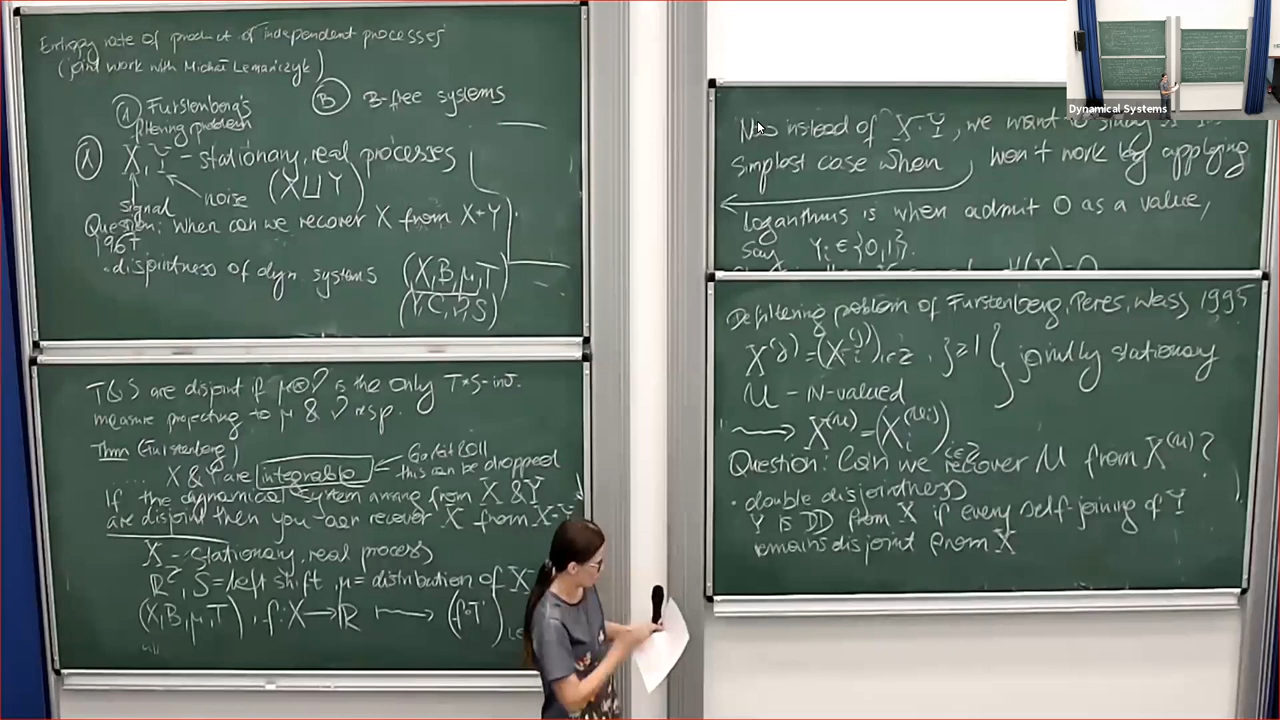 Entropy rate of product of independent processes
(joint work with Michał Lemańczyk)
① Furstenberg's filtering problem
Ⓑ B-free systems
Ⓐ X, Y - stationary, real processes
signal
noise (X⊔Y)
Question: when can we recover X from X+Y
1967
• disjointness of dyn systems (X,B,μ,T)
(Y,C,ν,S)
T&S are disjoint if μ⊗ν is the only T×S-inv.
measure projecting to μ & ν resp.
Thm (Furstenberg)
... X & Y are integrable ← Garbit 2011
this can be dropped
If the dynamical system arising from X & Y
are disjoint then you can recover X from X+Y
X - stationary, real process
ℝ^ℤ, S = left shift, μ = distribution of X
(X,B,μ,T), f: X → ℝ ↦ (f∘T^i)
instead of X·Y, we want to study
simplest case when won't work by applying
logarithms is when admit 0 as a value,
say Y_i ∈ {0,1}.
Defiltering problem of Furstenberg, Peres, Weiss 1995
X^(j) = (X_i^(j))_{i∈ℤ}, j≥1 } jointly stationary
U - ℕ-valued
⟶ X^(U) = (X_i^(U_i))_{i∈ℤ}
Question: Can we recover U from X^(U)?
• double disjointness
Y is DD from X if every self-joining of Y
remains disjoint from X
Dynamical Systems